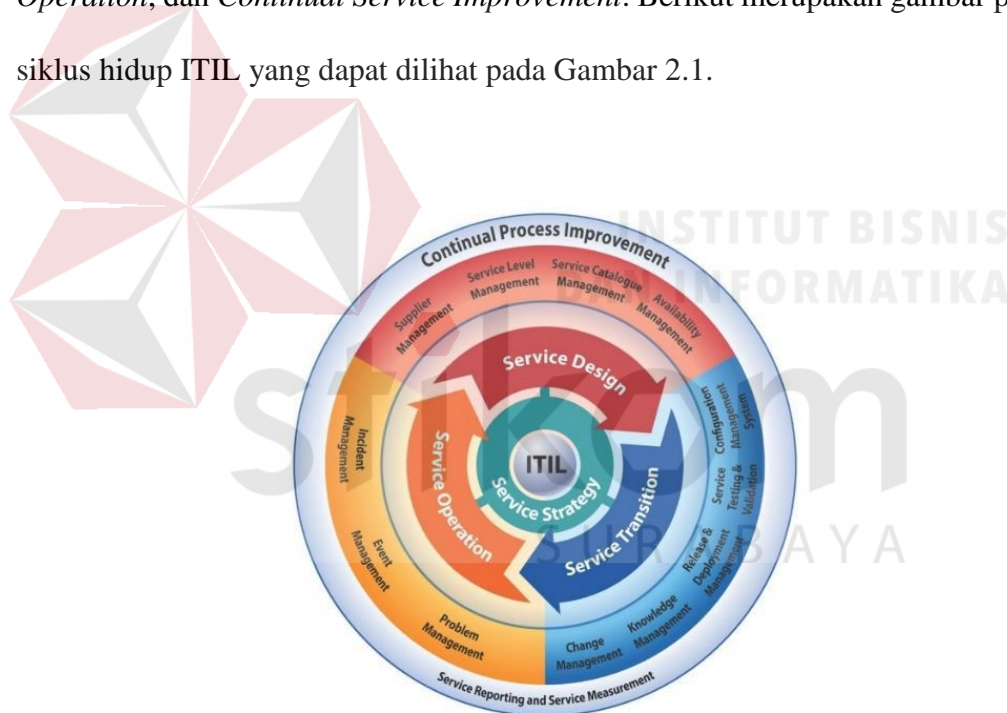 Operation, dan Continual Service Improvement. Berikut merupakan gambar p
siklus hidup ITIL yang dapat dilihat pada Gambar 2.1.
INSTITUT BISNIS
DAN INFORMATIKA
stikom
SURABAYA
Continual Process Improvement
Supplier
Management
Service Level
Management
Service Catalogue
Management
Availability
Management
Configuration
Management
System
Service
Testing &
Validation
Release &
Deployment
Management
Knowledge
Management
Change
Management
Problem
Management
Event
Management
Incident
Management
Service Design
Service Transition
Service Operation
Service Strategy
ITIL
Service Reporting and Service Measurement